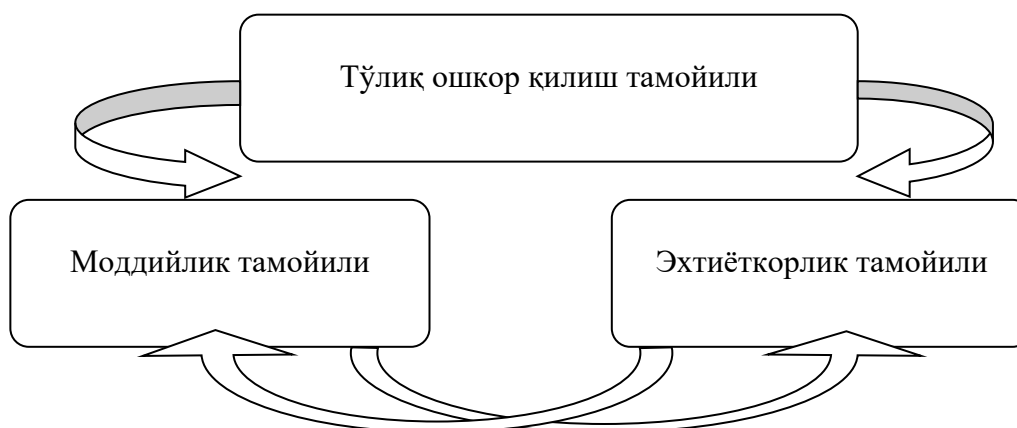 Тўлиқ ошкор қилиш тамойили
Моддийлик тамойили
Эхтиёткорлик тамойили